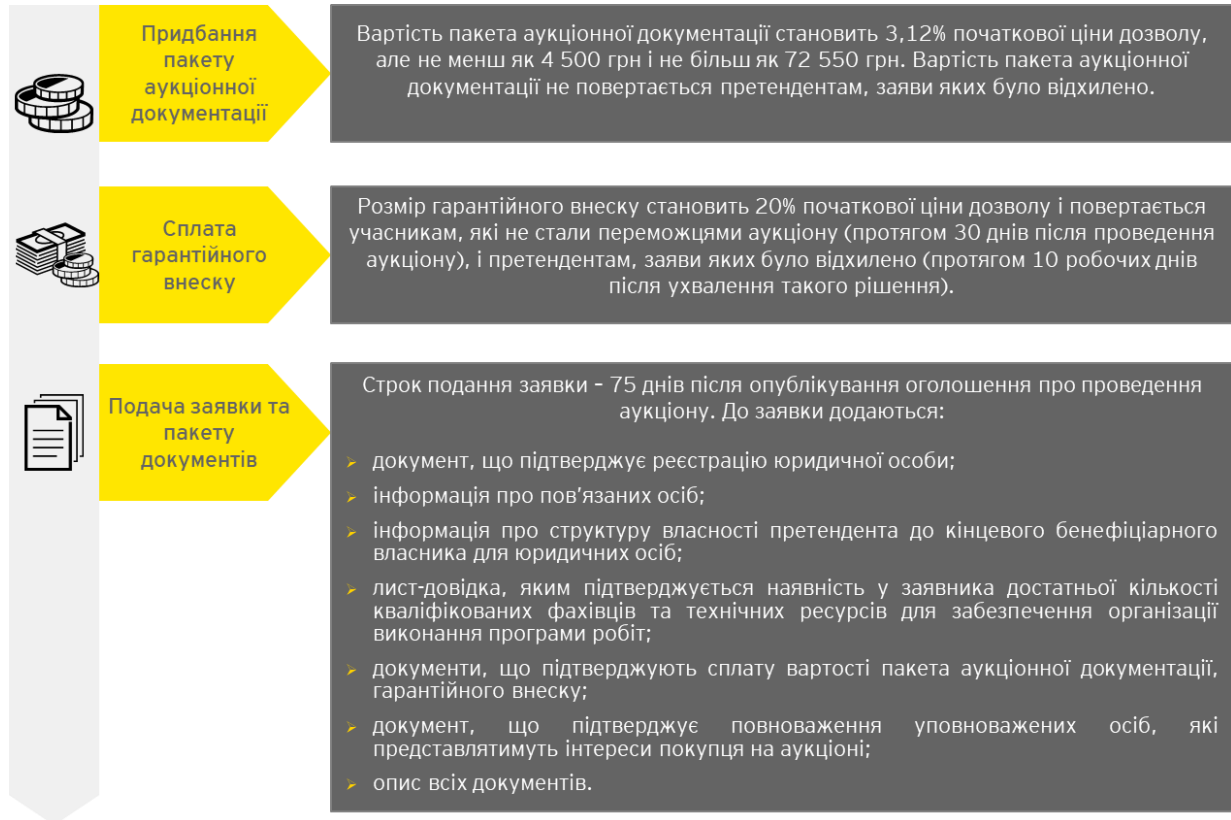 Придбання
пакету
аукціонної
документації
Вартість пакета аукціонної документації становить 3,12% початкової ціни дозволу,
але не менш як 4 500 грн і не більш як 72 550 грн. Вартість пакета аукціонної
документації не повертається претендентам, заяви яких було відхилено.
Сплата
гарантійного
внеску
Розмір гарантійного внеску становить 20% початкової ціни дозволу і повертається
учасникам, які не стали переможцями аукціону (протягом 30 днів після проведення
аукціону), і претендентам, заяви яких було відхилено (протягом 10 робочих днів
після ухвалення такого рішення).
Подача заявки та
пакету
документів
Строк подання заявки – 75 днів після опублікування оголошення про проведення
аукціону. До заявки додаються:
документ, що підтверджує реєстрацію юридичної особи;
інформація про пов’язаних осіб;
інформація про структуру власності претендента до кінцевого бенефіціарного
власника для юридичних осіб;
лист-довідка, яким підтверджується наявність у заявника достатньої кількості
кваліфікованих фахівців та технічних ресурсів для забезпечення організації
виконання програми робіт;
документи, що підтверджують сплату вартості пакета аукціонної документації,
гарантійного внеску;
документ, що підтверджує повноваження уповноважених осіб, які
представлятимуть інтереси покупця на аукціоні;
опис всіх документів.